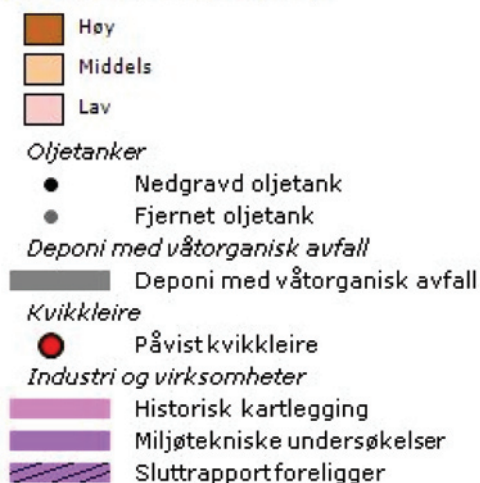 Høy
Middels
Lav
Oljetanker
Nedgravd oljetank
Fjernet oljetank
Deponi med våtorganisk avfall
Deponi med våtorganisk avfall
Kvikkleire
Påvist kvikkleire
Industri og virksomheter
Historisk kartlegging
Miljøtekniske undersøkelser
Sluttrapport foreligger